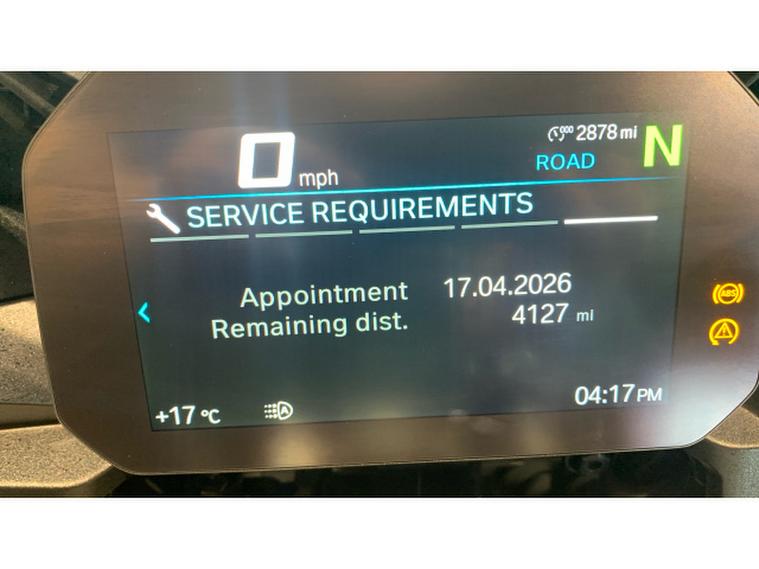 000 2878 mi
0 mph
ROAD
N
SERVICE REQUIREMENTS
Appointment 17.04.2026
Remaining dist. 4127 mi
ABS
+17 °C
A
04:17 PM